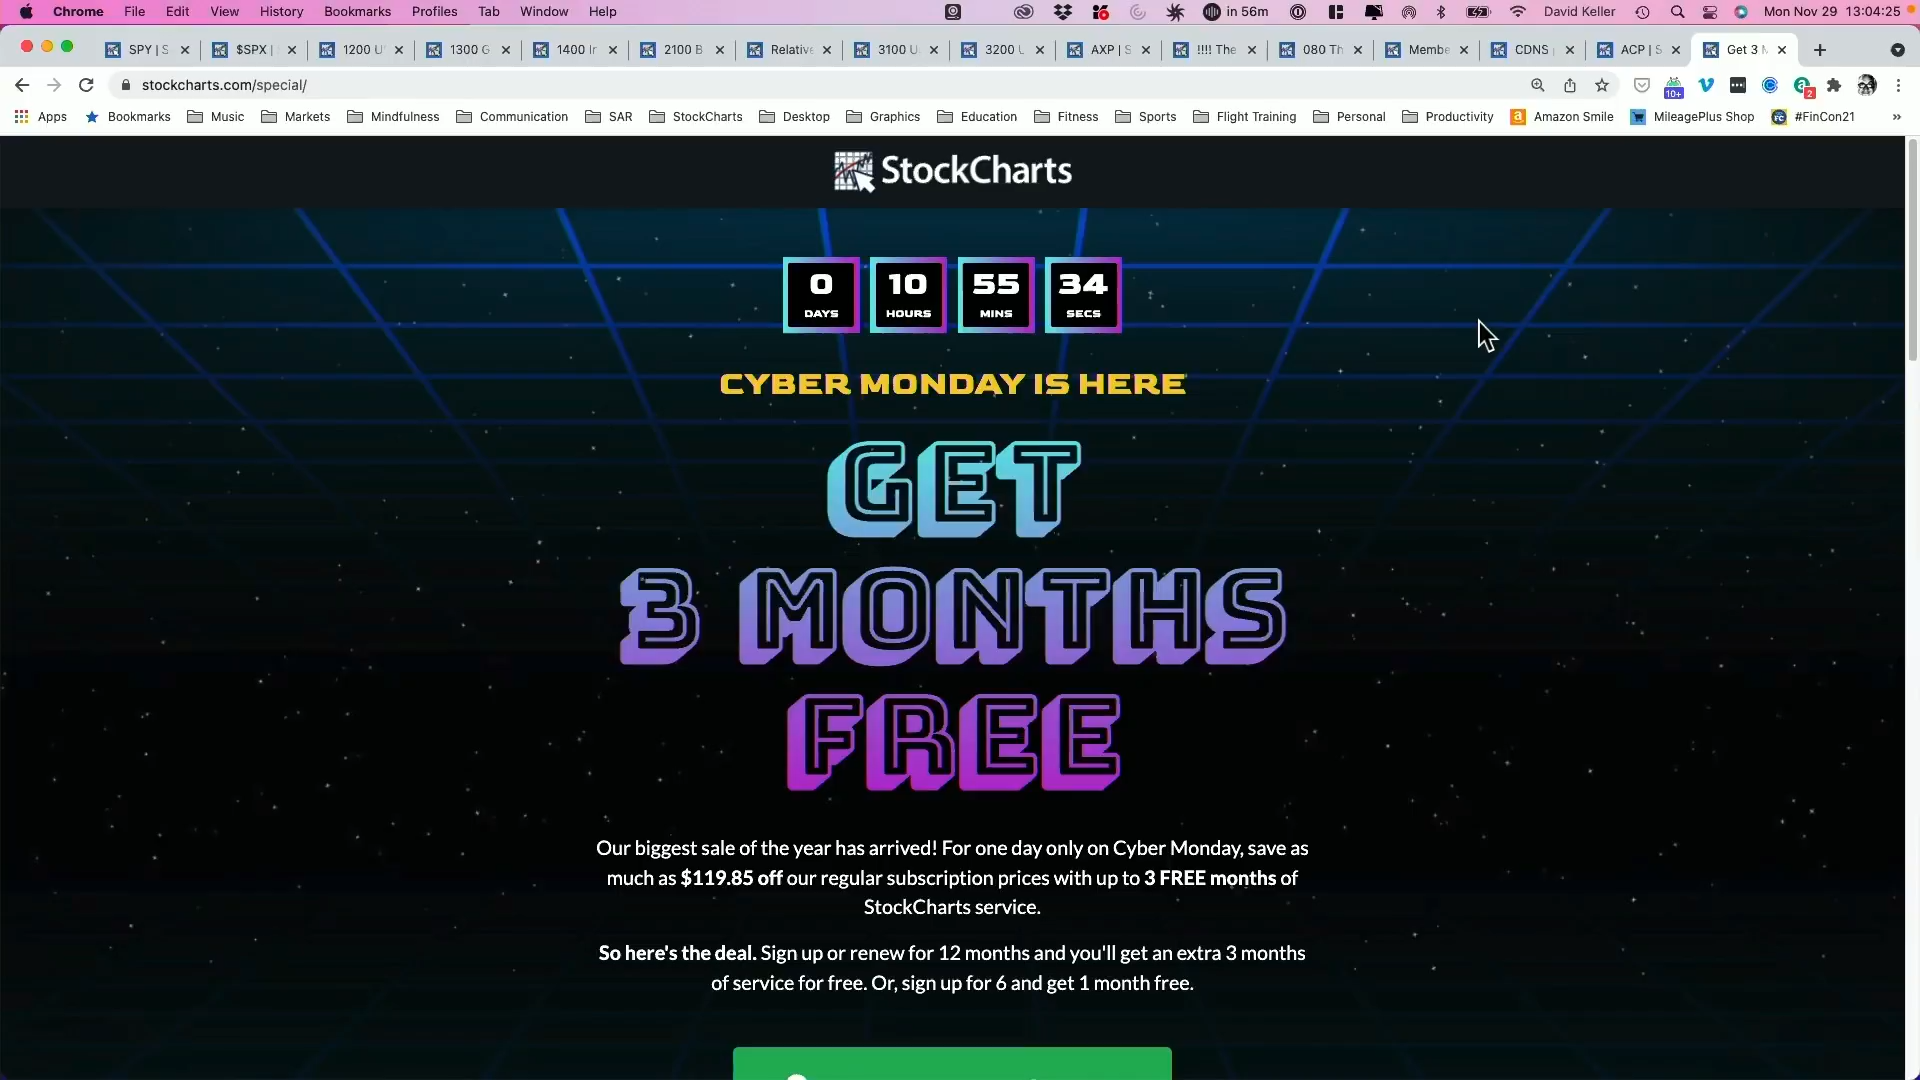 Chrome File Edit View History Bookmarks Profiles Tab Window Help in 56m David Keller Mon Nov 29 13:04:25
SPY | S $SPX | 1200 U 1300 G 1400 Ir 2100 B Relative 3100 U 3200 U AXP | S !!!! The 080 Th Membe CDNS ACP | S Get 3 M
stockcharts.com/special/ 10+ 2
Apps Bookmarks Music Markets Mindfulness Communication SAR StockCharts Desktop Graphics Education Fitness Sports Flight Training Personal Productivity Amazon Smile MileagePlus Shop #FinCon21 »
StockCharts
0 10 55 34
DAYS HOURS MINS SECS
CYBER MONDAY IS HERE
GET
3 MONTHS
FREE
Our biggest sale of the year has arrived! For one day only on Cyber Monday, save as
much as $119.85 off our regular subscription prices with up to 3 FREE months of
StockCharts service.
So here's the deal. Sign up or renew for 12 months and you'll get an extra 3 months
of service for free. Or, sign up for 6 and get 1 month free.